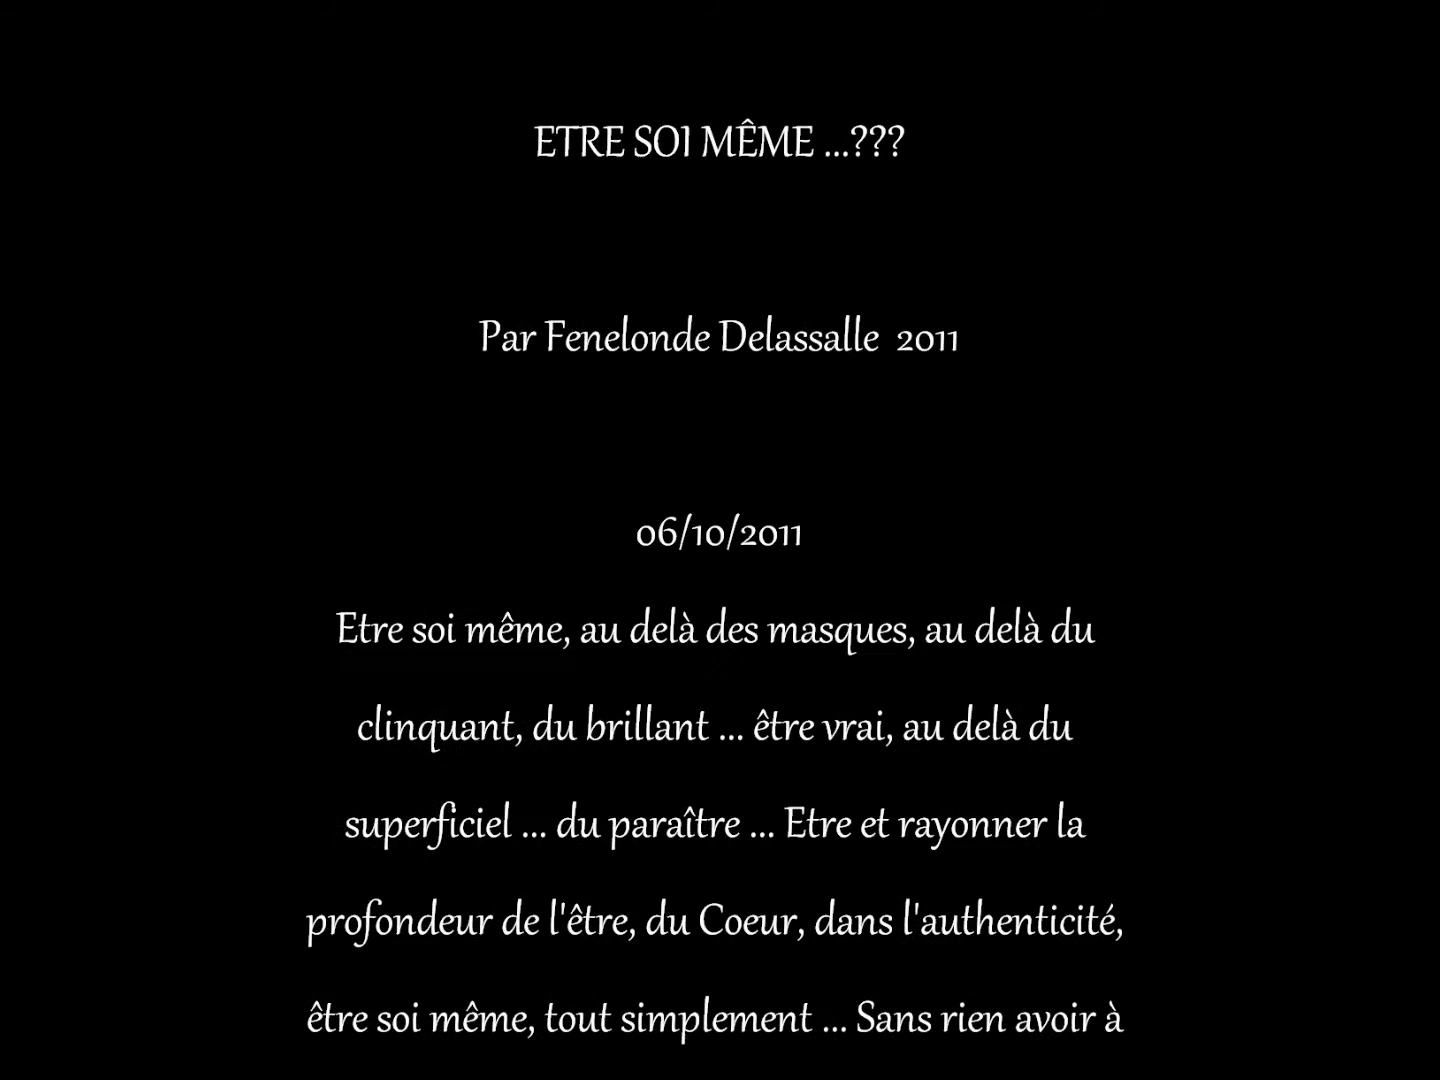 ETRE SOI MÊME ...???
Par Fenelonde Delassalle 2011
06/10/2011
Etre soi même, au delà des masques, au delà du
clinquant, du brillant ... être vrai, au delà du
superficiel ... du paraître ... Etre et rayonner la
profondeur de l'être, du Coeur, dans l'authenticité,
être soi même, tout simplement ... Sans rien avoir à